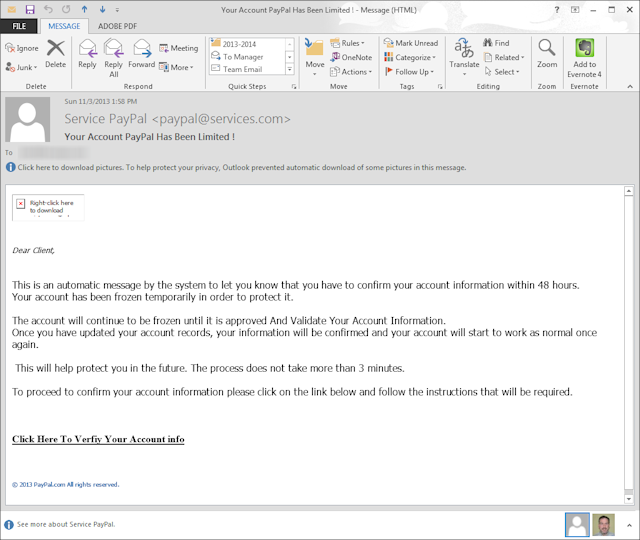 Your Account PayPal Has Been Limited ! - Message (HTML)
FILE MESSAGE ADOBE PDF
Ignore
Junk
Delete
Delete
Reply
Reply All
Forward
Meeting
More
Respond
2013-2014
To Manager
Team Email
Quick Steps
Move
Rules
OneNote
Actions
Move
Mark Unread
Categorize
Follow Up
Tags
Translate
Find
Related
Select
Editing
Zoom
Zoom
Add to Evernote 4
Evernote
Sun 11/3/2013 1:58 PM
Service PayPal <paypal@services.com>
Your Account PayPal Has Been Limited !
To
Click here to download pictures. To help protect your privacy, Outlook prevented automatic download of some pictures in this message.
Right-click here
to download
Dear Client,
This is an automatic message by the system to let you know that you have to confirm your account information within 48 hours.
Your account has been frozen temporarily in order to protect it.
The account will continue to be frozen until it is approved And Validate Your Account Information.
Once you have updated your account records, your information will be confirmed and your account will start to work as normal once
again.
This will help protect you in the future. The process does not take more than 3 minutes.
To proceed to confirm your account information please click on the link below and follow the instructions that will be required.
Click Here To Verfiy Your Account info
© 2013 PayPal.com All rights reserved.
See more about Service PayPal.